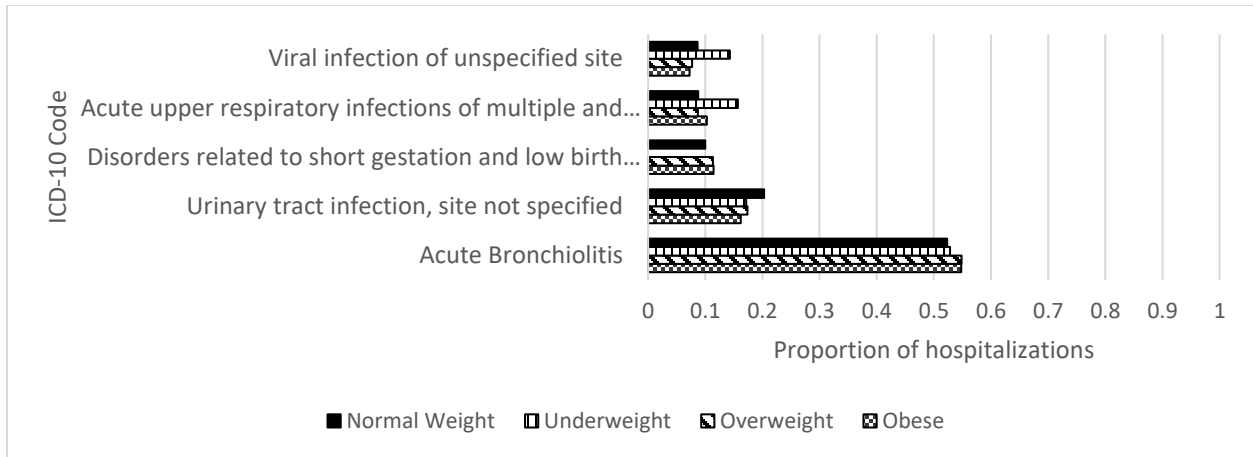 ICD-10 Code
Viral infection of unspecified site
Acute upper respiratory infections of multiple and...
Disorders related to short gestation and low birth...
Urinary tract infection, site not specified
Acute Bronchiolitis
0 0.1 0.2 0.3 0.4 0.5 0.6 0.7 0.8 0.9 1
Proportion of hospitalizations
Normal Weight Underweight Overweight Obese